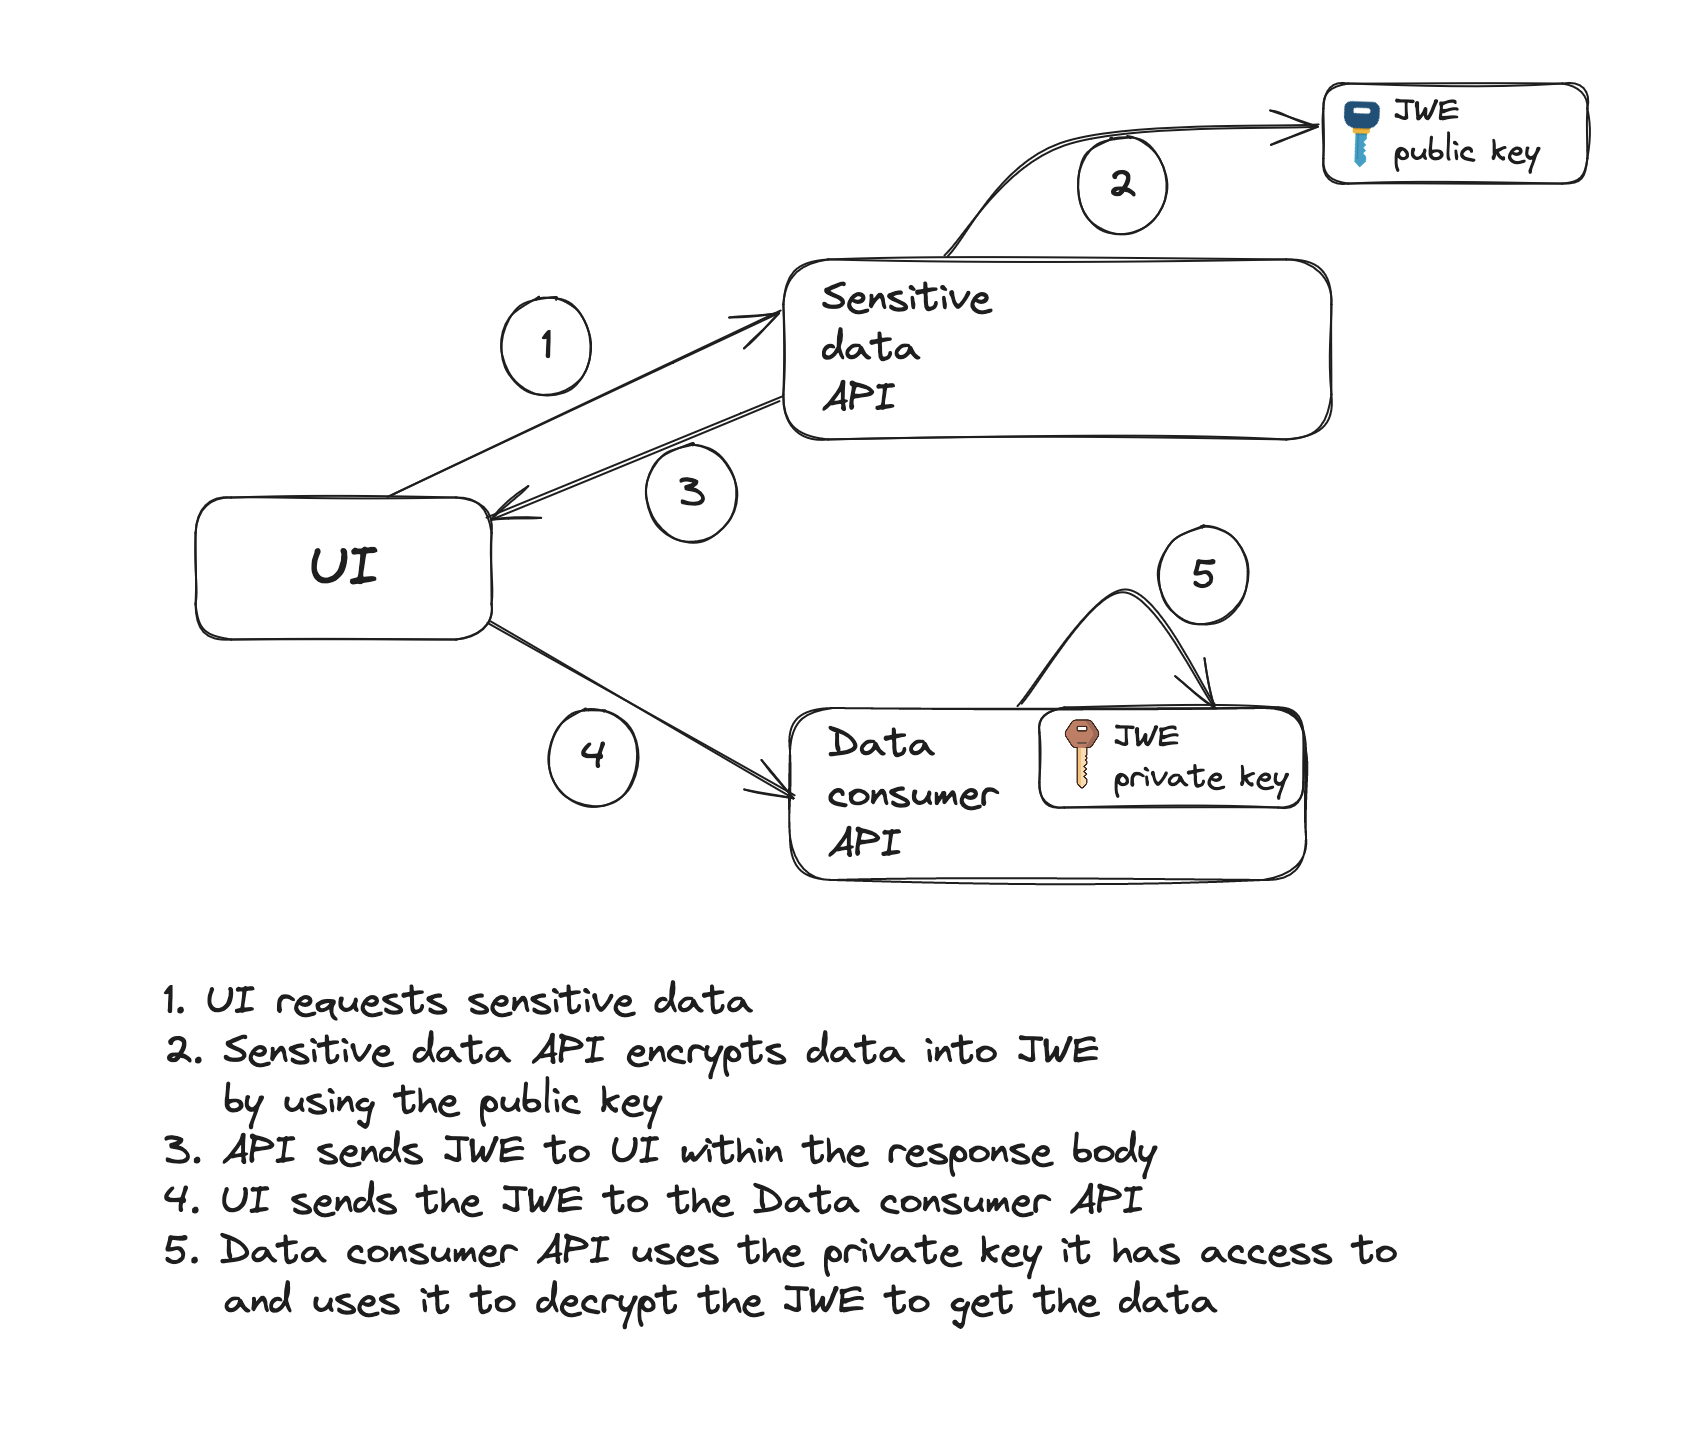 JWE
public key
2
Sensitive
data
API
1
3
UI
5
4
Data
consumer
API
JWE
private key
1. UI requests sensitive data
2. Sensitive data API encrypts data into JWE
by using the public key
3. API sends JWE to UI within the response body
4. UI sends the JWE to the Data consumer API
5. Data consumer API uses the private key it has access to
and uses it to decrypt the JWE to get the data